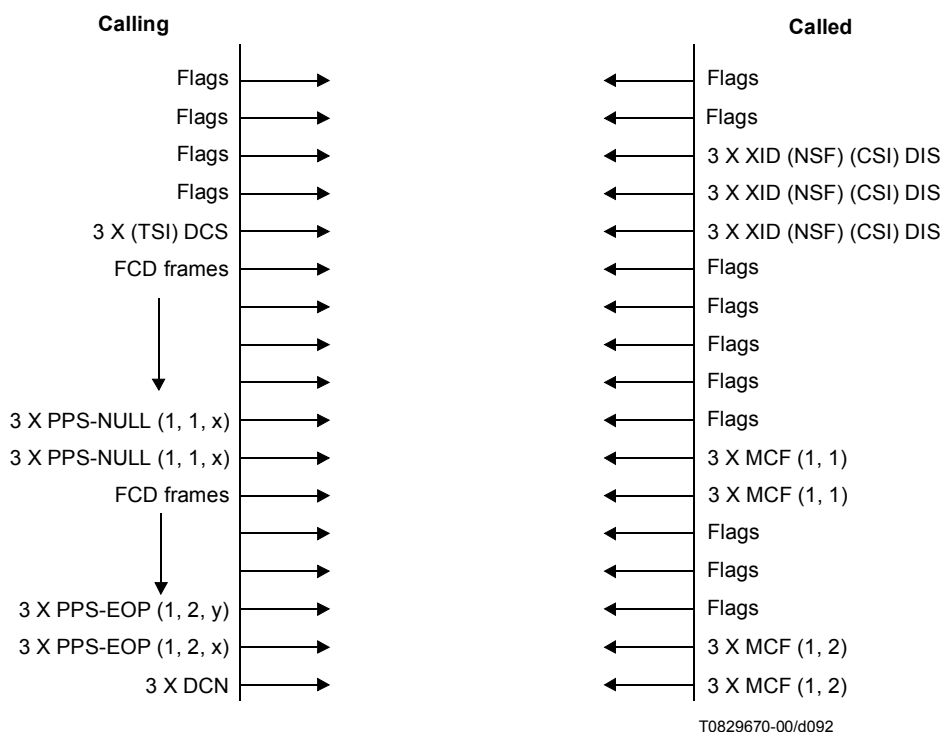 Calling Called
Flags Flags
Flags Flags
Flags 3 X XID (NSF) (CSI) DIS
Flags 3 X XID (NSF) (CSI) DIS
3 X (TSI) DCS 3 X XID (NSF) (CSI) DIS
FCD frames Flags
Flags
Flags
Flags
3 X PPS-NULL (1, 1, x) Flags
3 X PPS-NULL (1, 1, x) 3 X MCF (1, 1)
FCD frames 3 X MCF (1, 1)
Flags
Flags
3 X PPS-EOP (1, 2, y) Flags
3 X PPS-EOP (1, 2, x) 3 X MCF (1, 2)
3 X DCN 3 X MCF (1, 2)
T0829670-00/d092